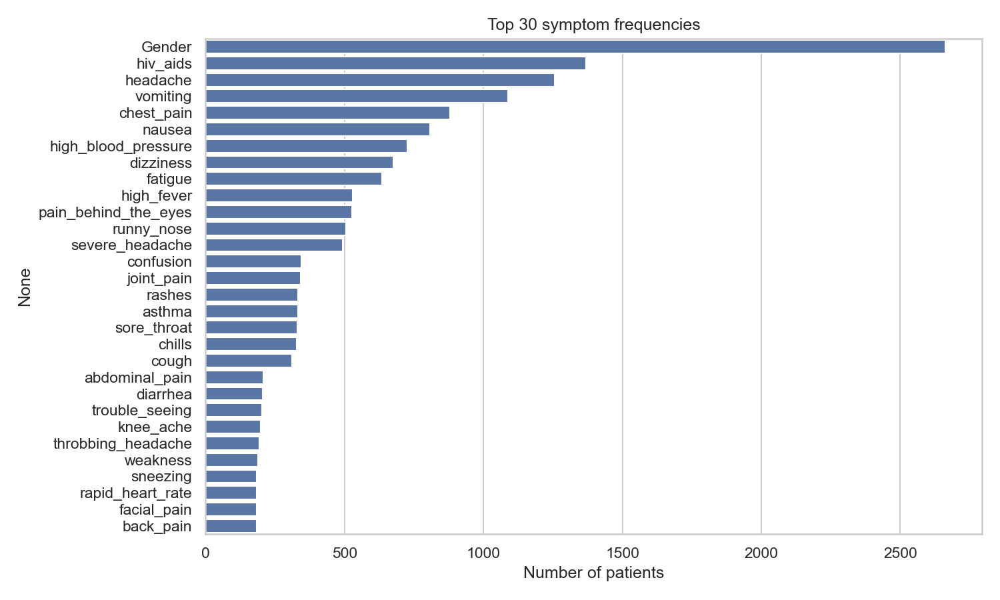 Top 30 symptom frequencies
Gender
hiv_aids
headache
vomiting
chest_pain
nausea
high_blood_pressure
dizziness
fatigue
high_fever
pain_behind_the_eyes
runny_nose
severe_headache
confusion
joint_pain
rashes
asthma
sore_throat
chills
cough
abdominal_pain
diarrhea
trouble_seeing
knee_ache
throbbing_headache
weakness
sneezing
rapid_heart_rate
facial_pain
back_pain
None
0 500 1000 1500 2000 2500
Number of patients